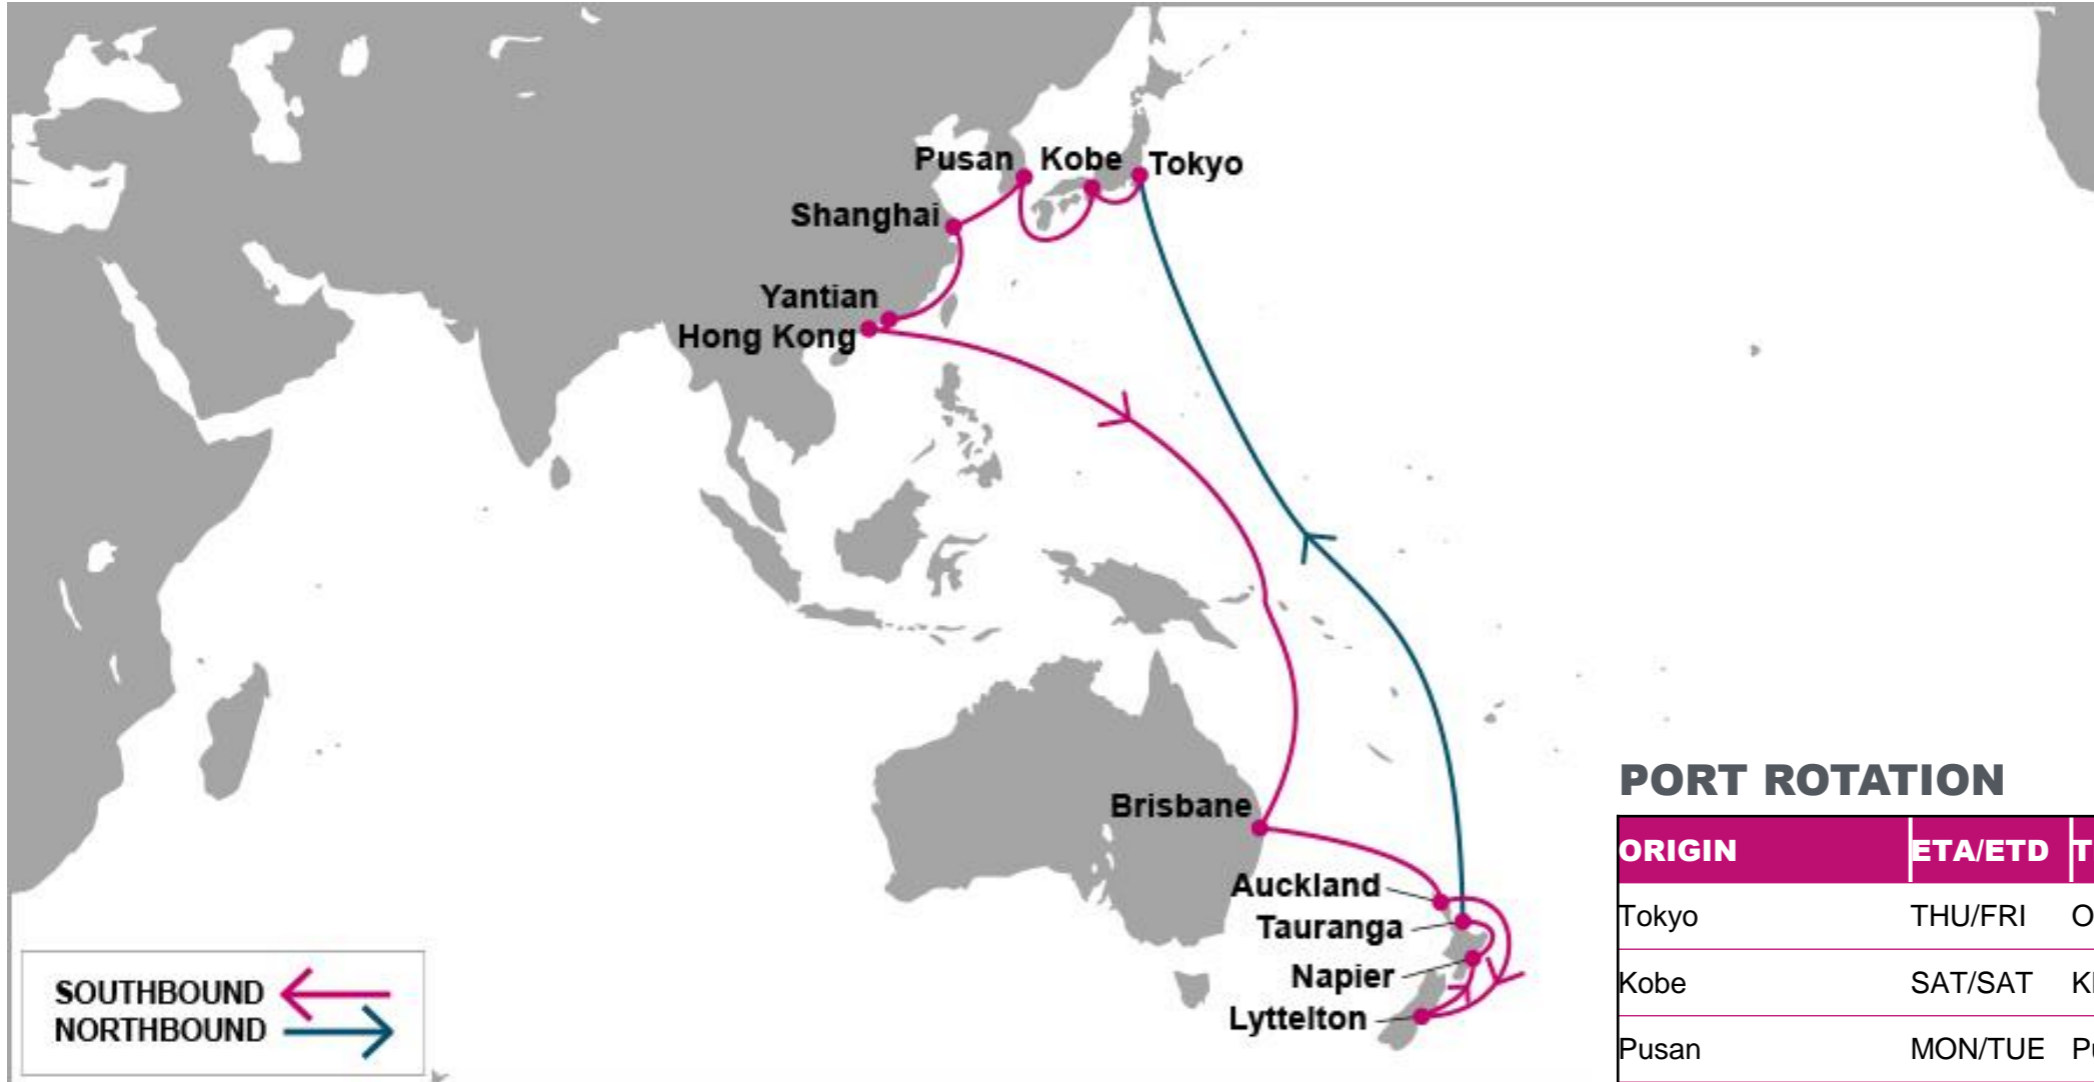 Pusan Kobe Tokyo
Shanghai
Yantian
Hong Kong
Brisbane
Auckland
Tauranga
Napier
Lyttelton
SOUTHBOUND
NORTHBOUND
PORT ROTATION
ORIGIN ETA/ETD
Tokyo THU/FRI
Kobe SAT/SAT
Pusan MON/TUE